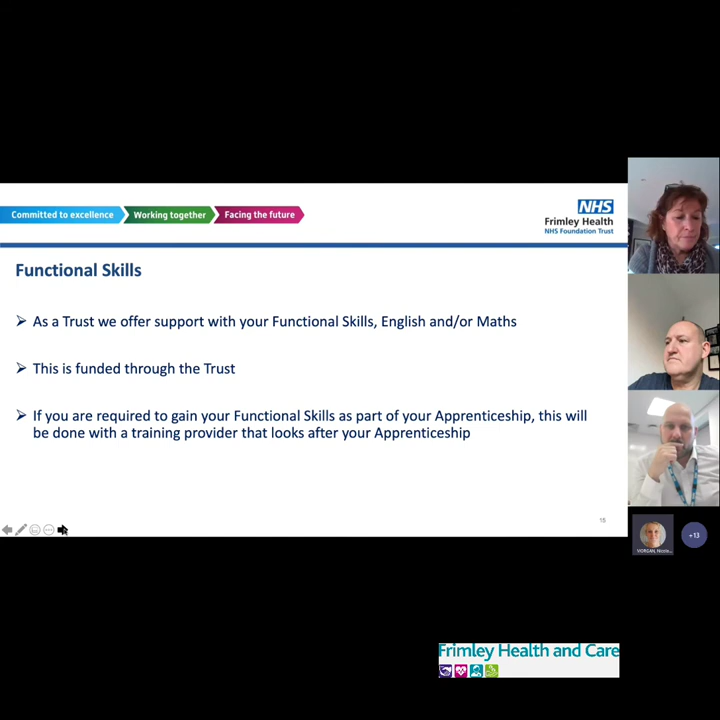 Committed to excellence
Working together
Facing the future
NHS
Frimley Health
NHS Foundation Trust
Functional Skills
As a Trust we offer support with your Functional Skills, English and/or Maths
This is funded through the Trust
If you are required to gain your Functional Skills as part of your Apprenticeship, this will
be done with a training provider that looks after your Apprenticeship
15
+13
Frimley Health and Care